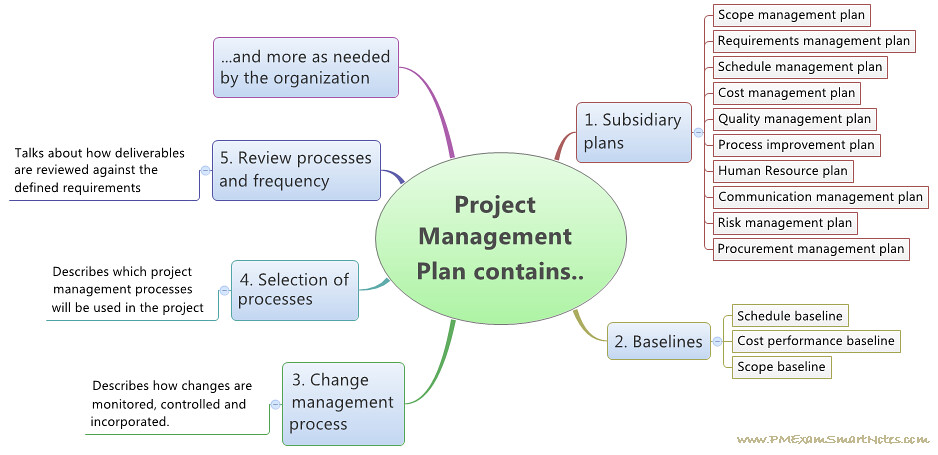 Project
Management
Plan contains..
1. Subsidiary
plans
Scope management plan
Requirements management plan
Schedule management plan
Cost management plan
Quality management plan
Process improvement plan
Human Resource plan
Communication management plan
Risk management plan
Procurement management plan
2. Baselines
Schedule baseline
Cost performance baseline
Scope baseline
3. Change
management
process
Describes how changes are
monitored, controlled and
incorporated.
4. Selection of
processes
Describes which project
management processes
will be used in the project
5. Review processes
and frequency
Talks about how deliverables
are reviewed against the
defined requirements
...and more as needed
by the organization
www.PMExamSmartNotes.com